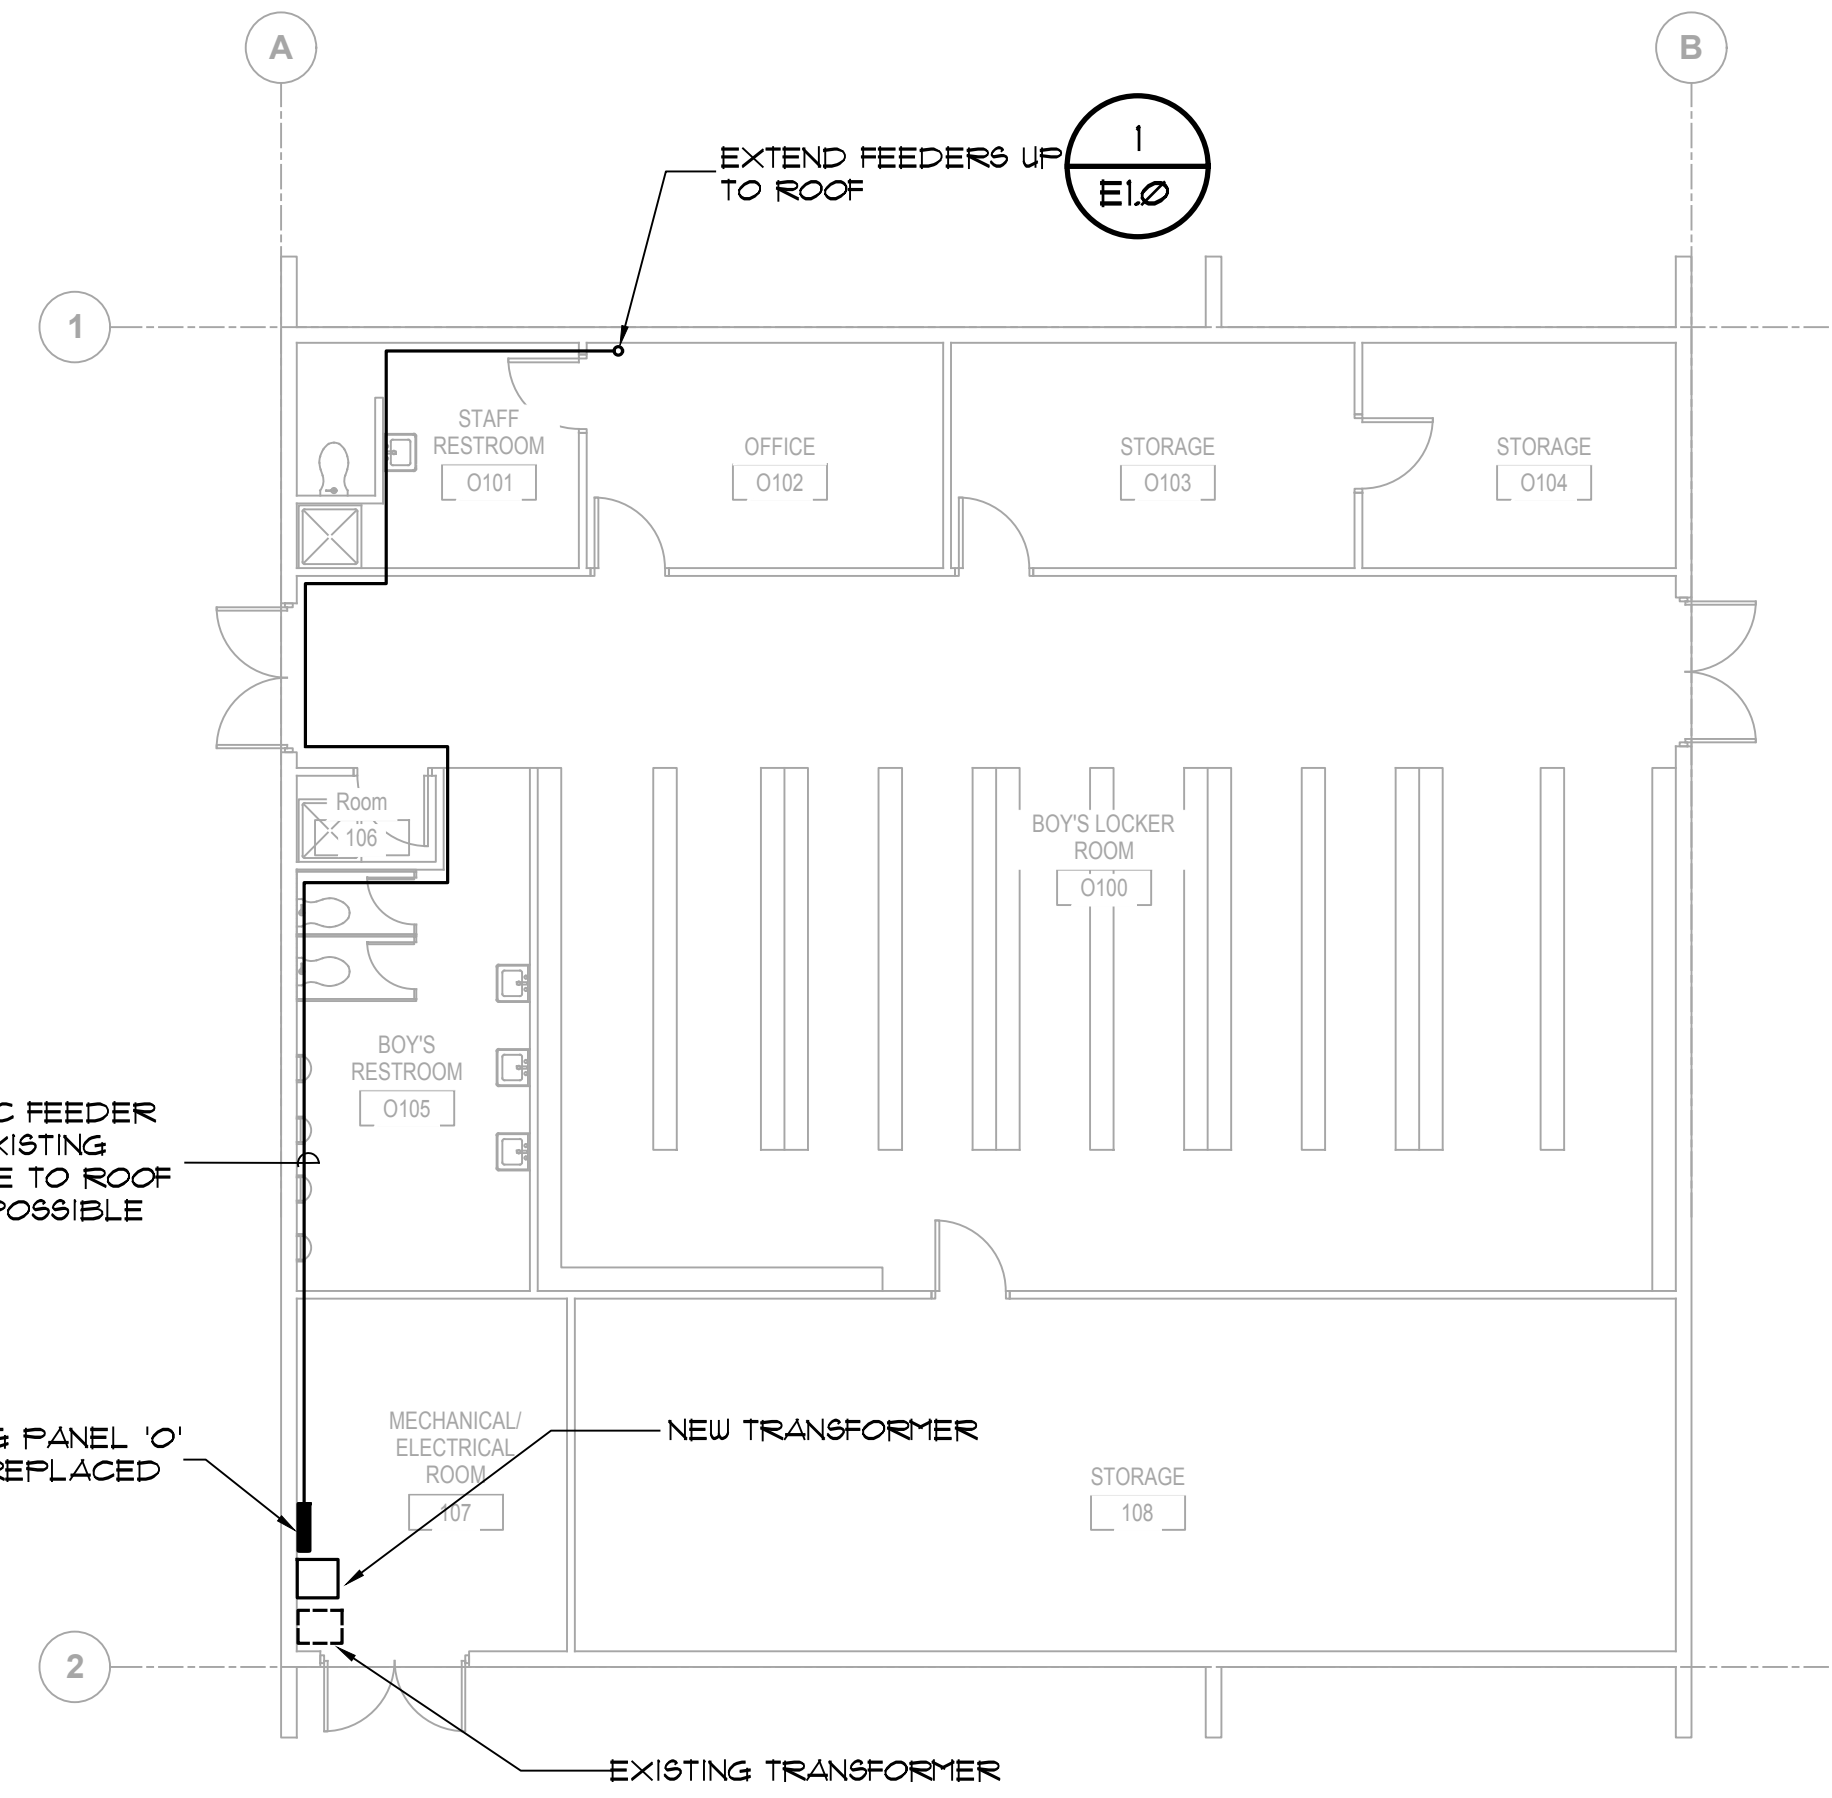 A
B
EXTEND FEEDERS UP
TO ROOF
1
E1.Ø
1
STAFF
RESTROOM
O101
OFFICE
O102
STORAGE
O103
STORAGE
O104
Room
106
BOY'S LOCKER
ROOM
O100
BOY'S
RESTROOM
O105
C FEEDER
XISTING
E TO ROOF
POSSIBLE
MECHANICAL/
ELECTRICAL
ROOM
107
G PANEL 'O'
REPLACED
NEW TRANSFORMER
STORAGE
108
2
EXISTING TRANSFORMER